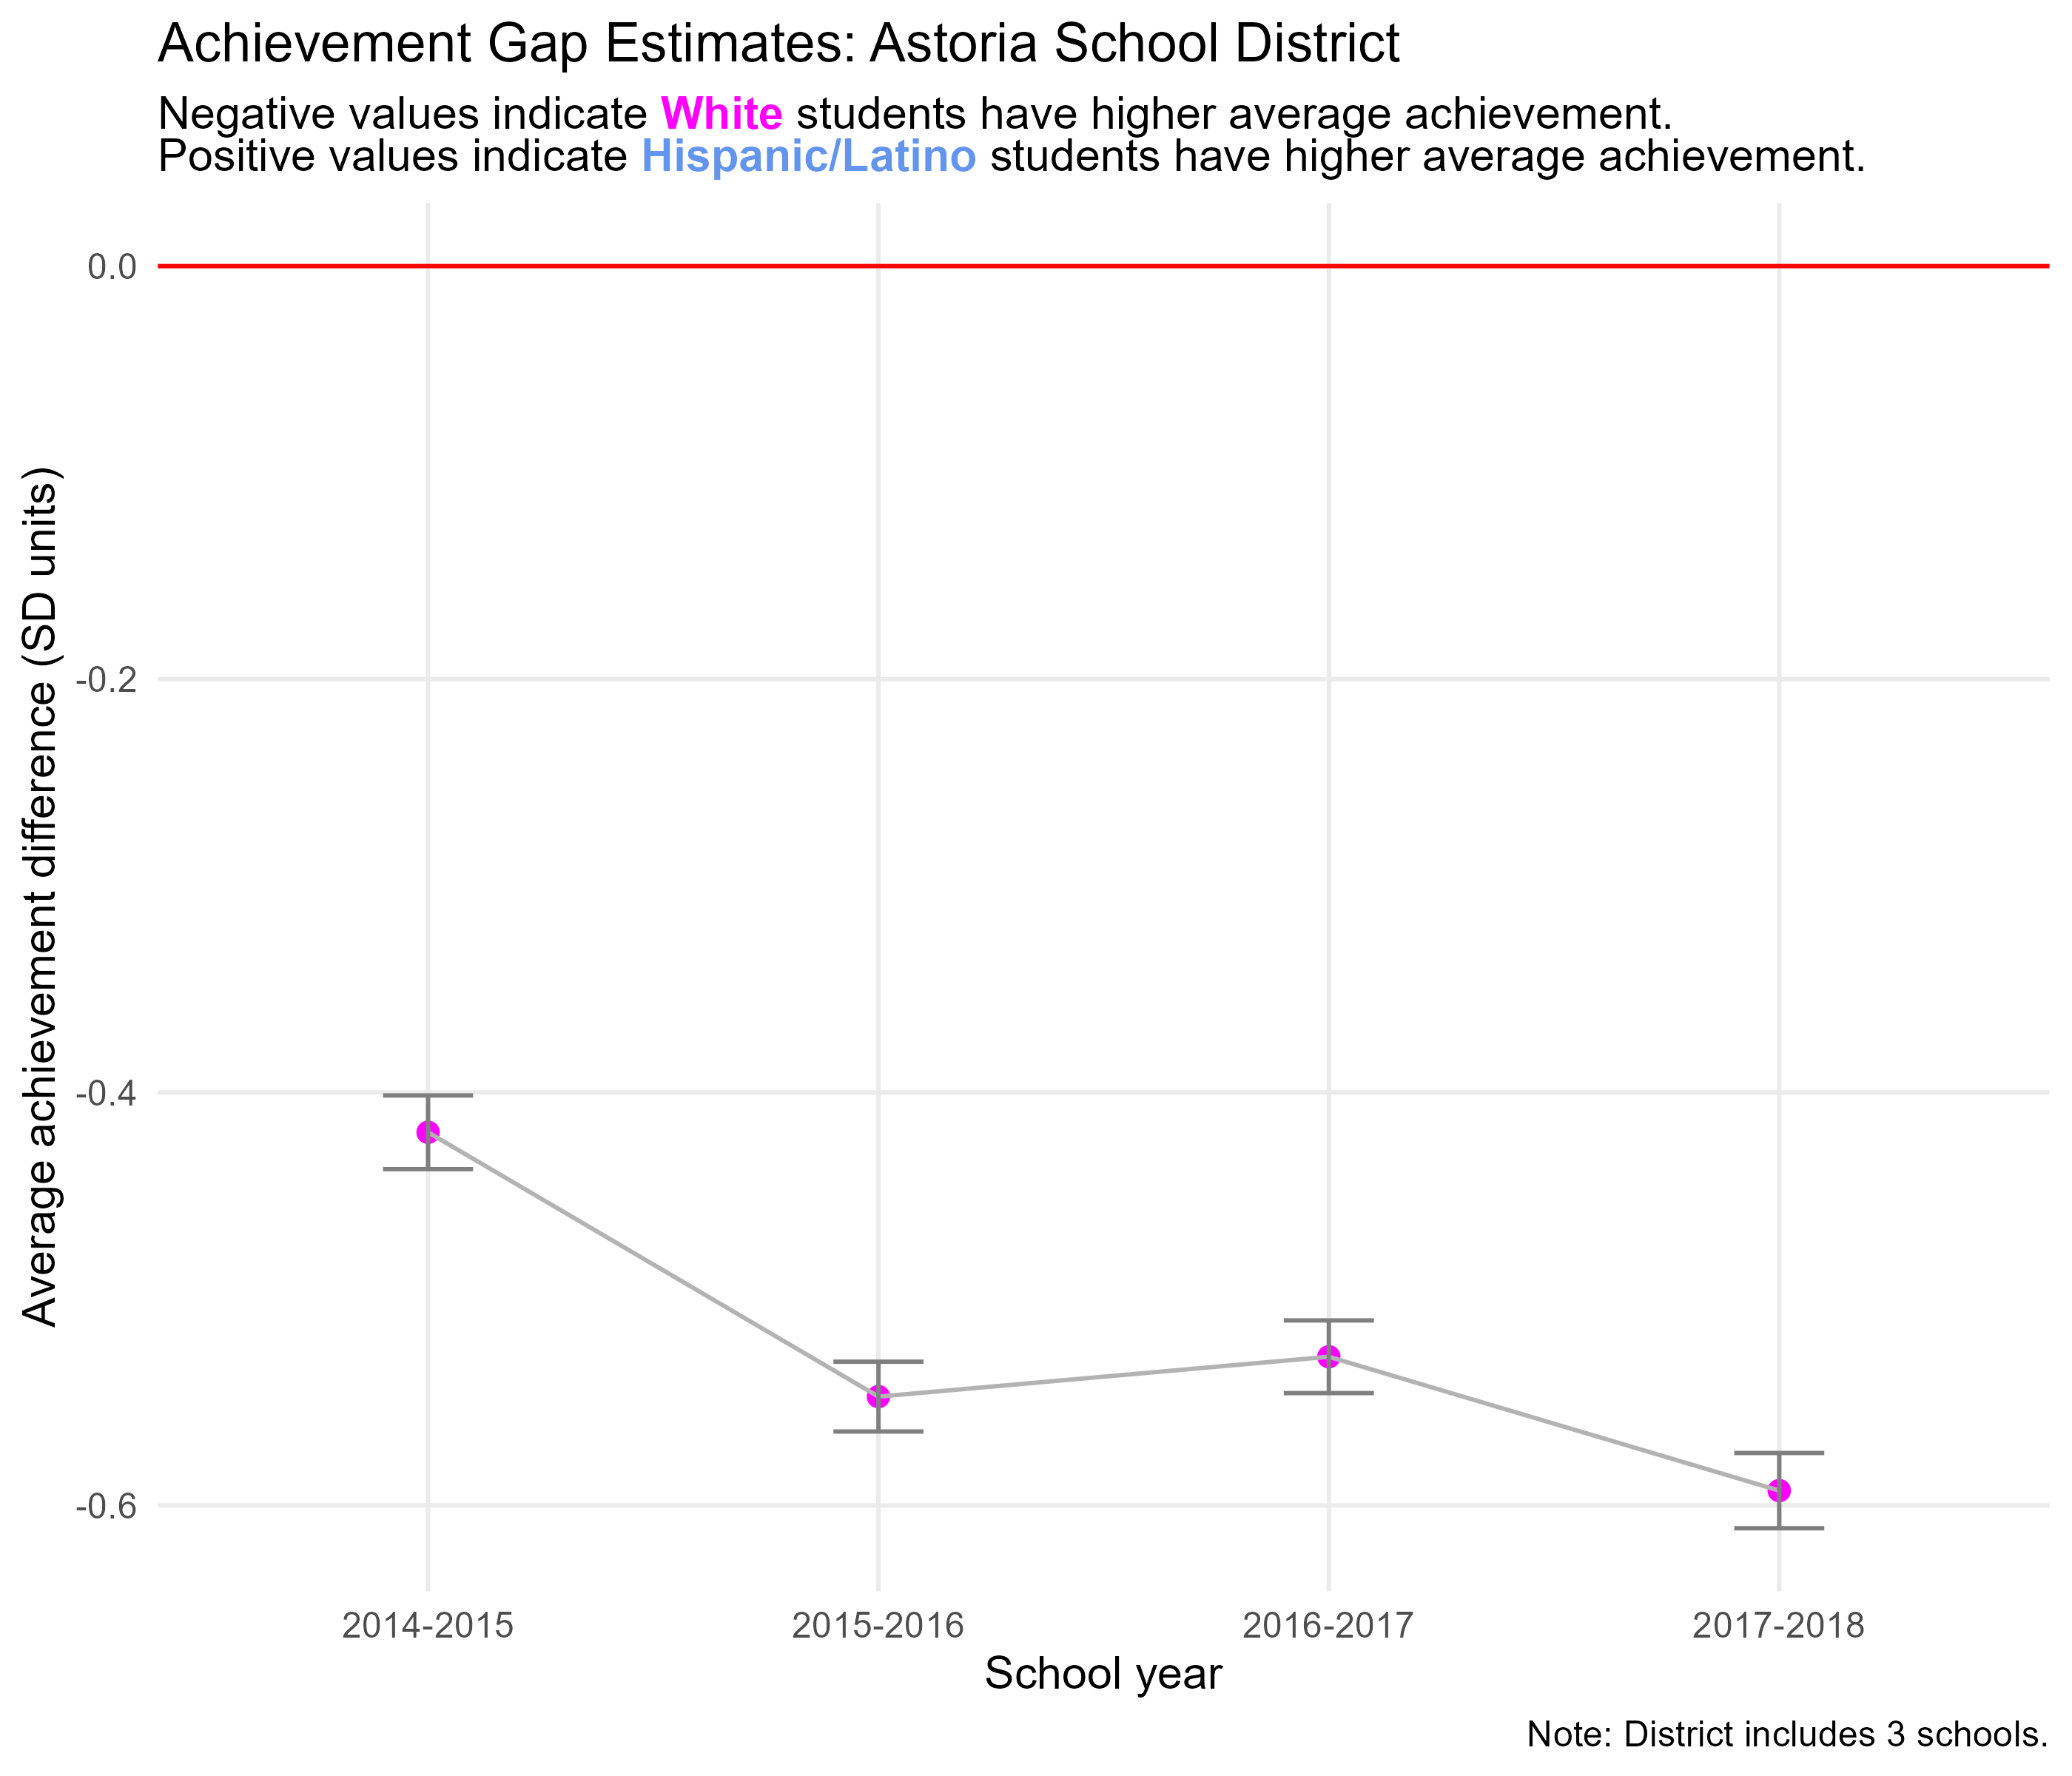 Achievement Gap Estimates: Astoria School District
Negative values indicate White students have higher average achievement.
Positive values indicate Hispanic/Latino students have higher average achievement.
Average achievement difference (SD units)
0.0
-0.2
-0.4
-0.6
2014-2015 2015-2016 2016-2017 2017-2018
School year
Note: District includes 3 schools.